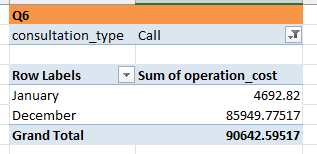 Q6
consultation_type Call
Row Labels Sum of operation_cost
January 4692.82
December 85949.77517
Grand Total 90642.59517